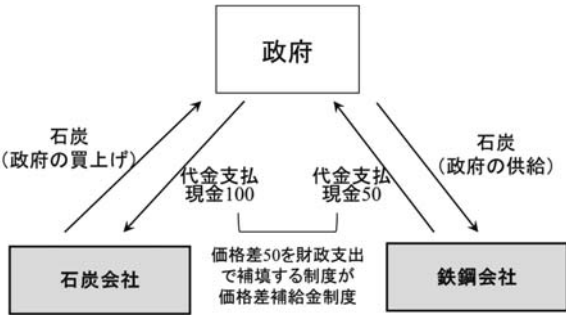 政府
石炭
(政府の買上げ)
石炭
(政府の供給)
代金支払
現金100
代金支払
現金50
石炭会社
価格差50を財政支出
で補填する制度が
価格差補給金制度
鉄鋼会社